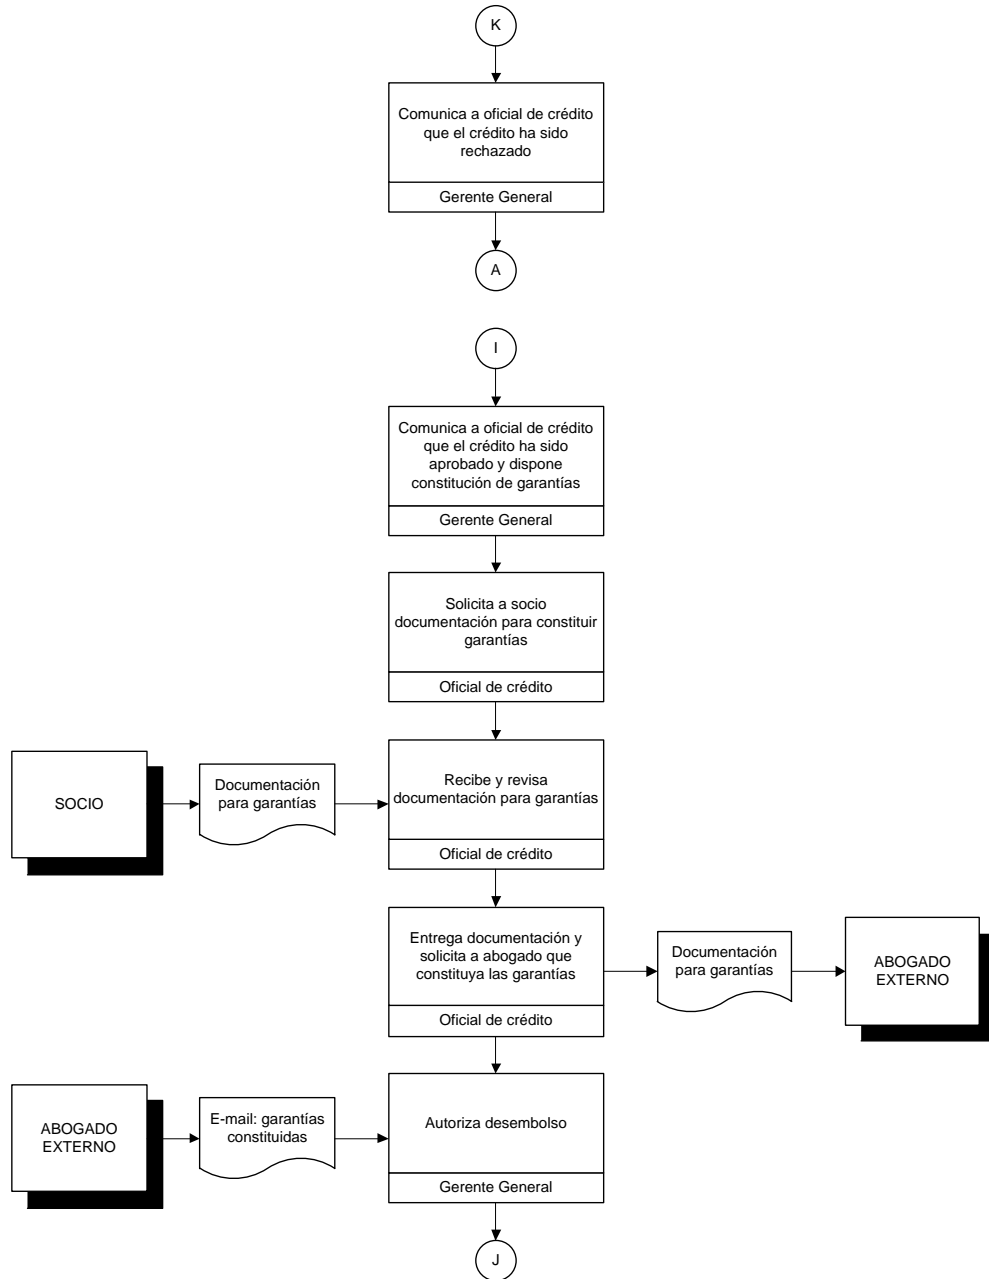 K
Comunica a oficial de crédito
que el crédito ha sido
rechazado
Gerente General
A
I
Comunica a oficial de crédito
que el crédito ha sido
aprobado y dispone
constitución de garantías
Gerente General
Solicita a socio
documentación para constituir
garantías
Oficial de crédito
SOCIO
Documentación
para garantías
Recibe y revisa
documentación para garantías
Oficial de crédito
Entrega documentación y
solicita a abogado que
constituya las garantías
Oficial de crédito
Documentación
para garantías
ABOGADO
EXTERNO
ABOGADO
EXTERNO
E-mail: garantías
constituidas
Autoriza desembolso
Gerente General
J